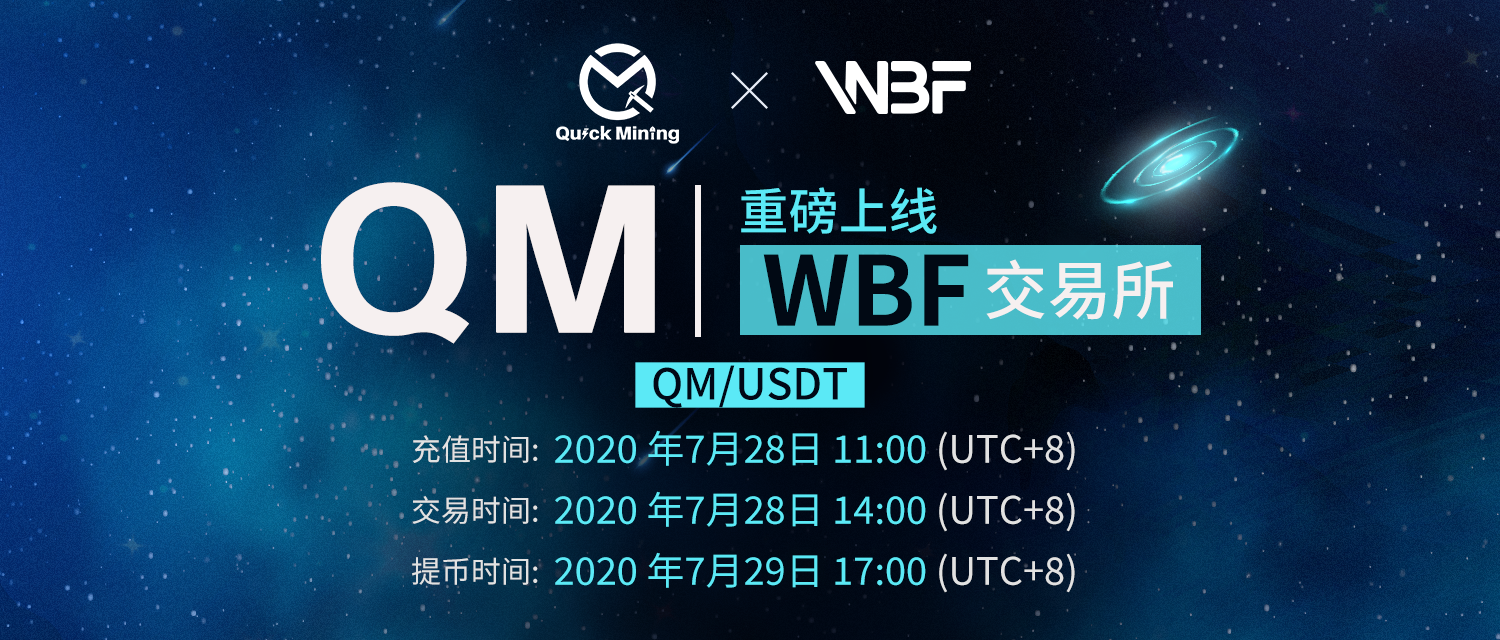 Quick Mining
WBF
QM
重磅上线
WBF 交易所
QM/USDT
充值时间: 2020 年7月28日 11:00 (UTC+8)
交易时间: 2020 年7月28日 14:00 (UTC+8)
提币时间: 2020 年7月29日 17:00 (UTC+8)